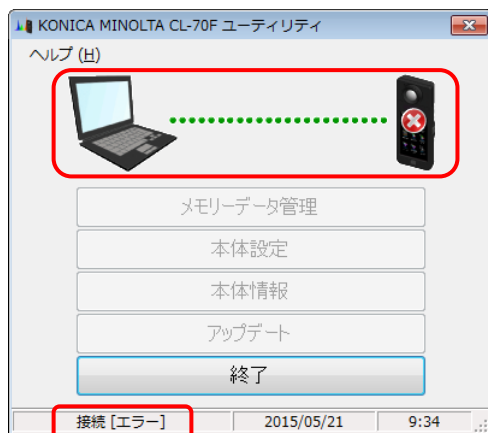 KONICA MINOLTA CL-70F ユーティリティ
ヘルプ (H)
メモリーデータ管理
本体設定
本体情報
アップデート
終了
接続 [エラー] 2015/05/21 9:34